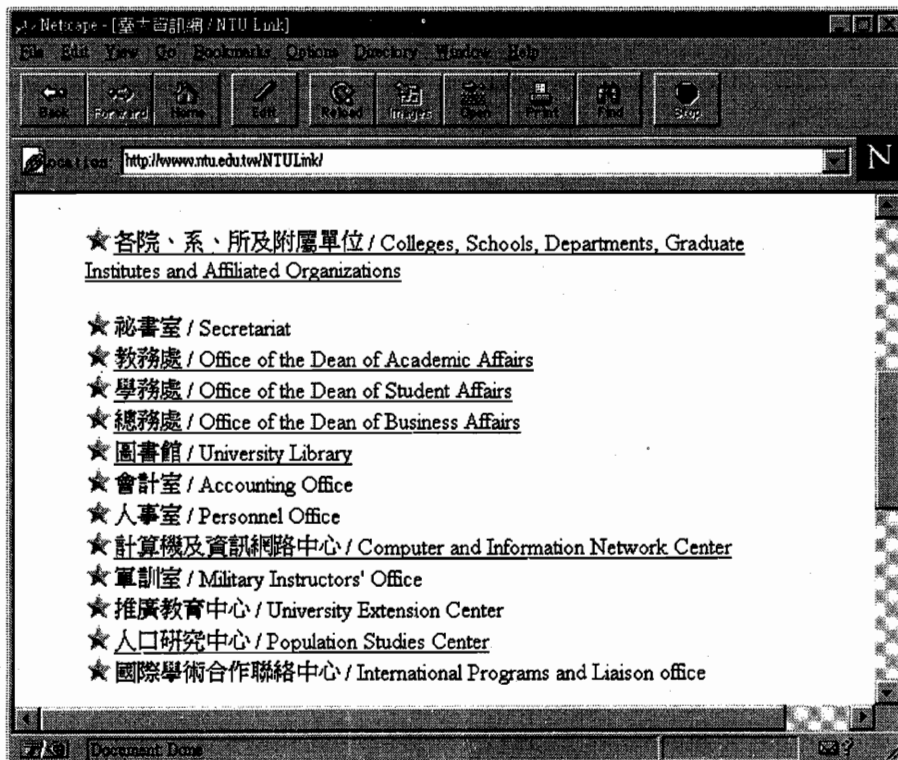 Netscape - [臺大資訊網 / NTU Link]
File Edit View Go Bookmarks Options Directory Window Help
Back Forward Home Edit Reload Images Open Print Find Stop
Location: http://www.ntu.edu.tw/NTULink/
N
各院、系、所及附屬單位 / Colleges, Schools, Departments, Graduate
Institutes and Affiliated Organizations
祕書室 / Secretariat
教務處 / Office of the Dean of Academic Affairs
學務處 / Office of the Dean of Student Affairs
總務處 / Office of the Dean of Business Affairs
圖書館 / University Library
會計室 / Accounting Office
人事室 / Personnel Office
計算機及資訊網路中心 / Computer and Information Network Center
軍訓室 / Military Instructors' Office
推廣教育中心 / University Extension Center
人口研究中心 / Population Studies Center
國際學術合作聯絡中心 / International Programs and Liaison office
Document: Done